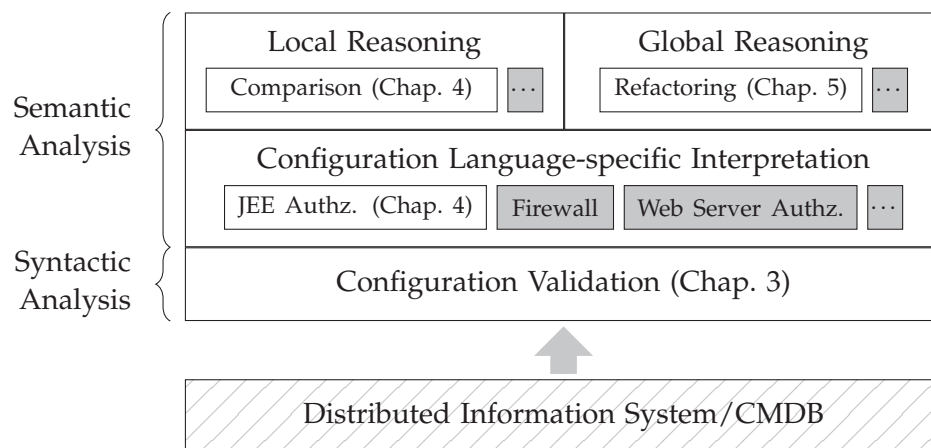 Local Reasoning
Global Reasoning
Comparison (Chap. 4)
...
Refactoring (Chap. 5)
...
Semantic
Analysis
Configuration Language-specific Interpretation
JEE Authz. (Chap. 4)
Firewall
Web Server Authz.
...
Syntactic
Analysis
Configuration Validation (Chap. 3)
Distributed Information System/CMDB